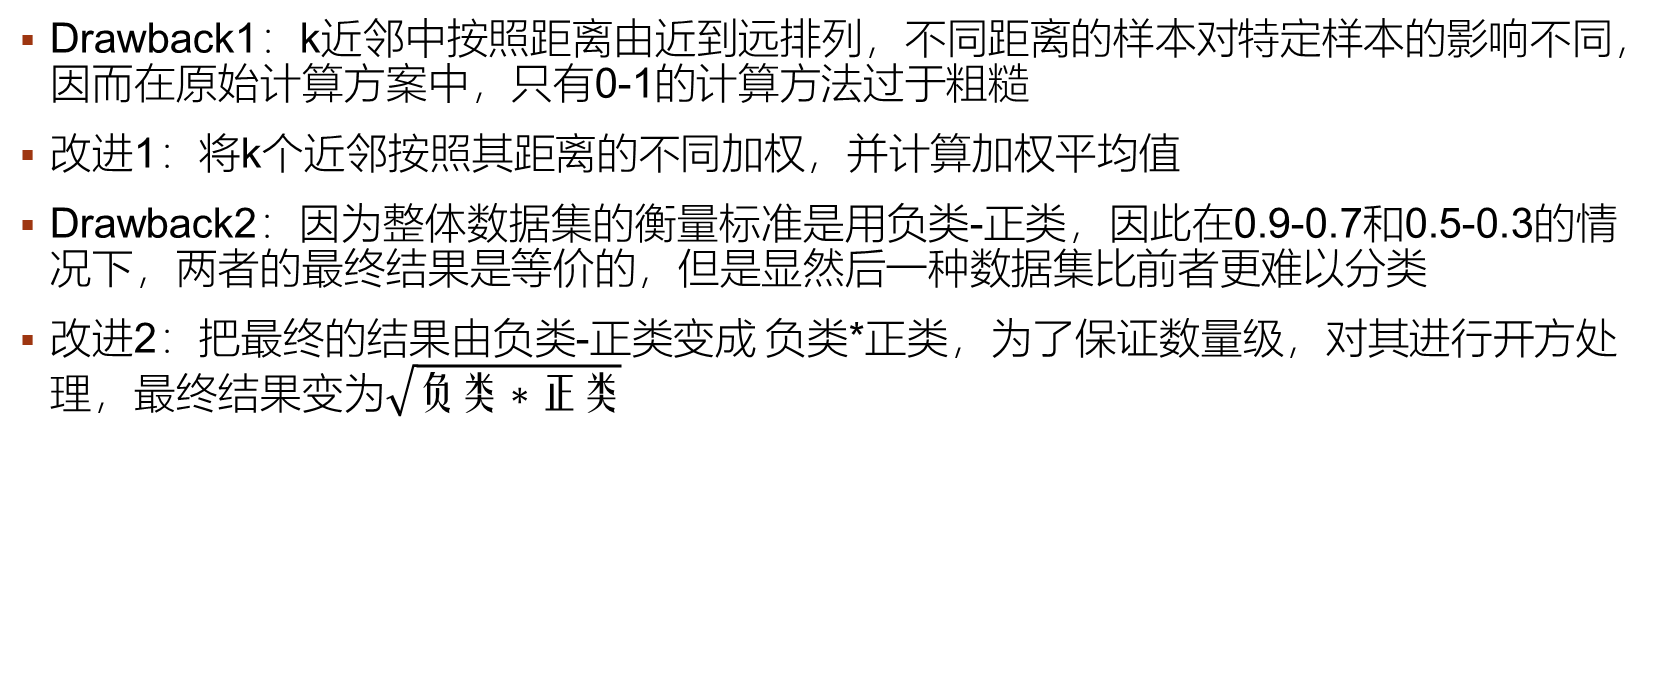 ▪ Drawback1：k近邻中按照距离由近到远排列，不同距离的样本对特定样本的影响不同，
因而在原始计算方案中，只有0-1的计算方法过于粗糙
▪ 改进1：将k个近邻按照其距离的不同加权，并计算加权平均值
▪ Drawback2：因为整体数据集的衡量标准是用负类-正类，因此在0.9-0.7和0.5-0.3的情
况下，两者的最终结果是等价的，但是显然后一种数据集比前者更难以分类
▪ 改进2：把最终的结果由负类-正类变成 负类*正类，为了保证数量级，对其进行开方处
理，最终结果变为√负类*正类